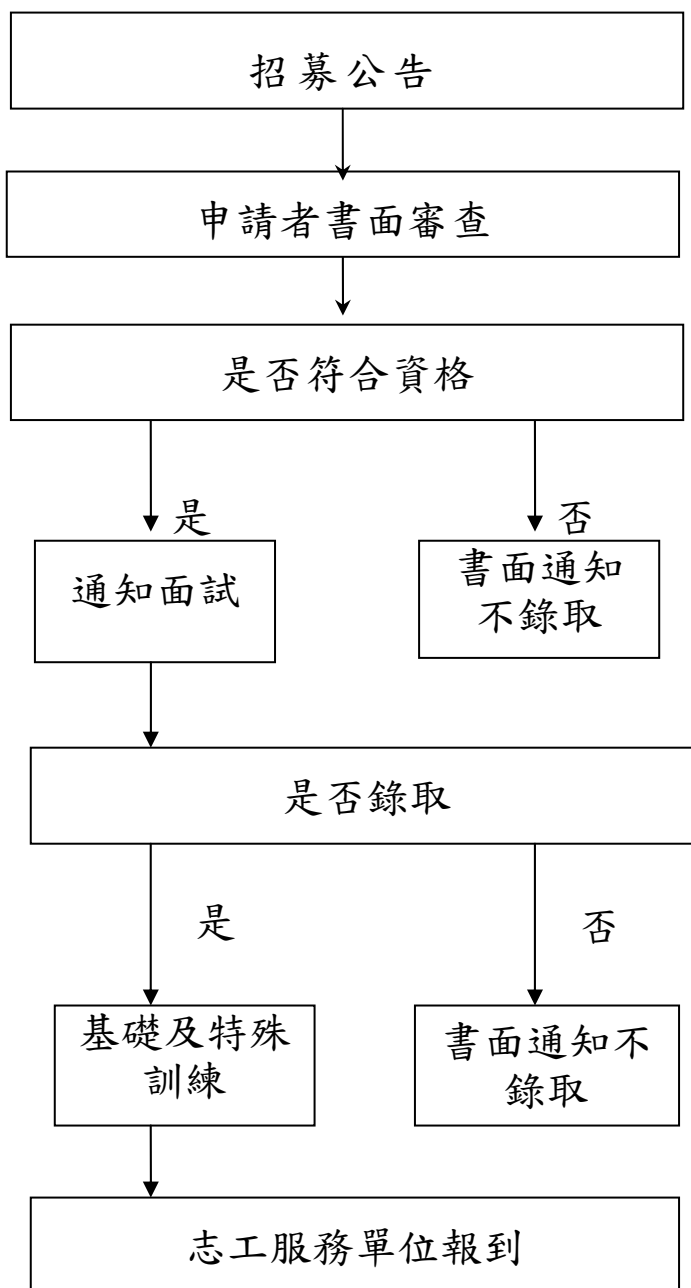 招募公告
申請者書面審查
是否符合資格
是
否
通知面試
書面通知
不錄取
是否錄取
是
否
基礎及特殊
訓練
書面通知不
錄取
志工服務單位報到